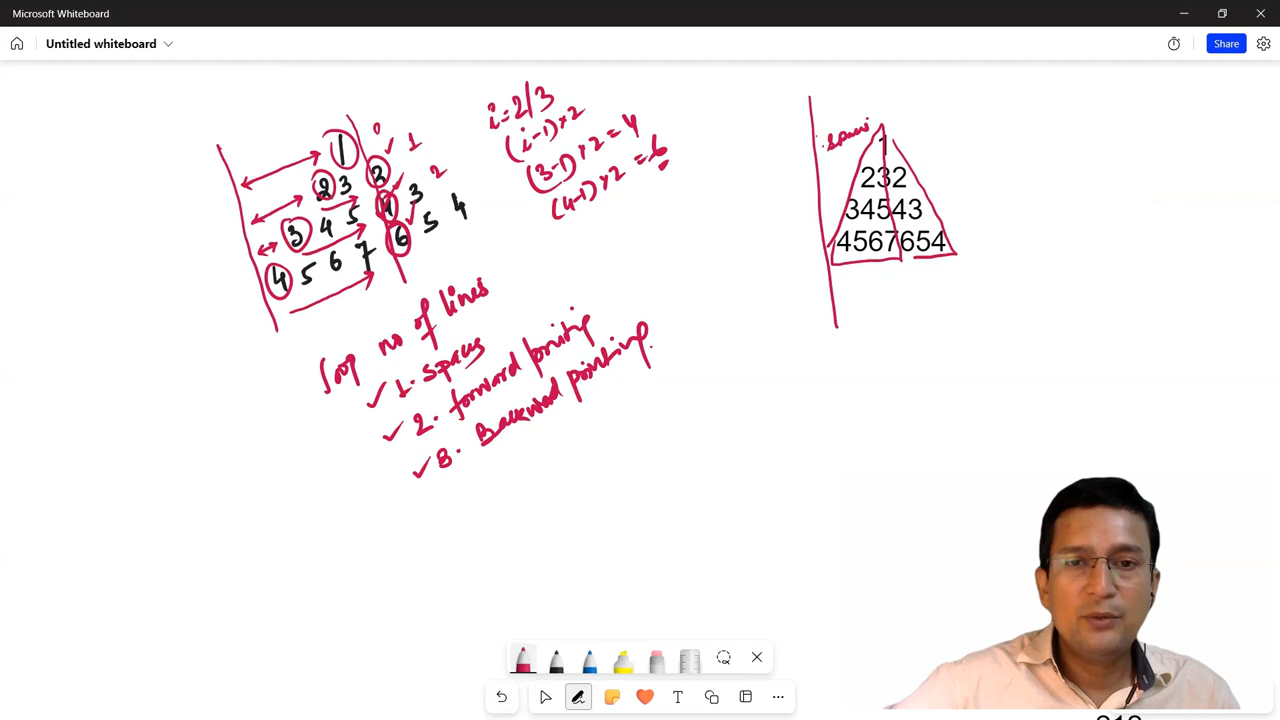 Microsoft Whiteboard
Untitled whiteboard
Share
i=2/3
(i-1)×2
(3-1)×2=4
(4-1)×2=6
0
1 1
2 3 2 2
3 4 5 4 3
4 5 6 7 6 5 4
loop no of lines
1. spaces
2. forward printing
3. Backward printing.
spaces
1
232
34543
4567654